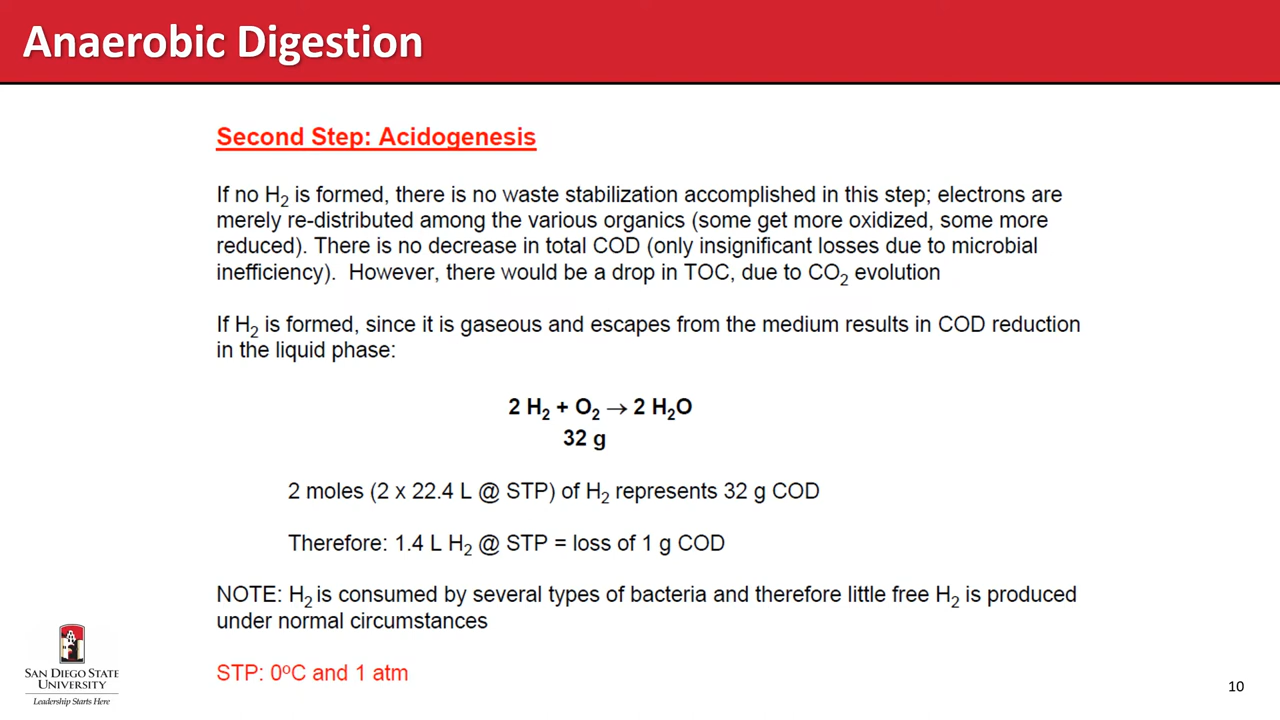 Anaerobic Digestion
Second Step: Acidogenesis
If no H₂ is formed, there is no waste stabilization accomplished in this step; electrons are
merely re-distributed among the various organics (some get more oxidized, some more
reduced). There is no decrease in total COD (only insignificant losses due to microbial
inefficiency). However, there would be a drop in TOC, due to CO₂ evolution
If H₂ is formed, since it is gaseous and escapes from the medium results in COD reduction
in the liquid phase:
2 H₂ + O₂ → 2 H₂O
32 g
2 moles (2 x 22.4 L @ STP) of H₂ represents 32 g COD
Therefore: 1.4 L H₂ @ STP = loss of 1 g COD
NOTE: H₂ is consumed by several types of bacteria and therefore little free H₂ is produced
under normal circumstances
STP: 0ºC and 1 atm
SAN DIEGO STATE
UNIVERSITY
Leadership Starts Here
10